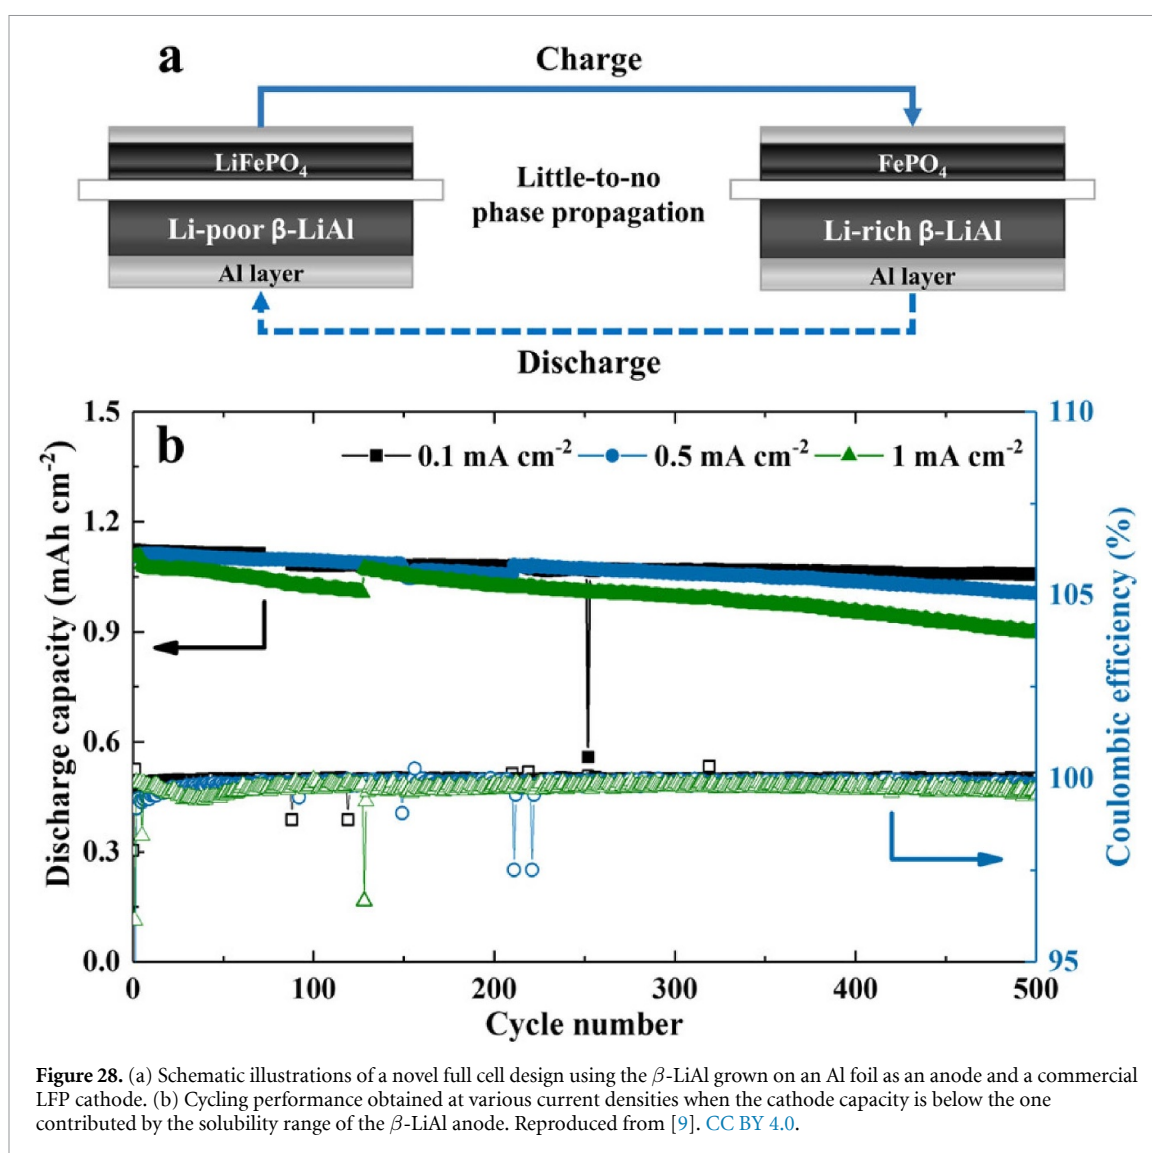 a
Charge
LiFePO₄
FePO₄
Little-to-no
phase propagation
Li-poor β-LiAl
Li-rich β-LiAl
Al layer
Al layer
Discharge
b
0.1 mA cm⁻²
0.5 mA cm⁻²
1 mA cm⁻²
Discharge capacity (mAh cm⁻²)
1.5
1.2
0.9
0.6
0.3
0.0
110
105
100
95
Coulombic efficiency (%)
0 100 200 300 400 500
Cycle number
Figure 28. (a) Schematic illustrations of a novel full cell design using the β-LiAl grown on an Al foil as an anode and a commercial
LFP cathode. (b) Cycling performance obtained at various current densities when the cathode capacity is below the one
contributed by the solubility range of the β-LiAl anode. Reproduced from [9]. CC BY 4.0.